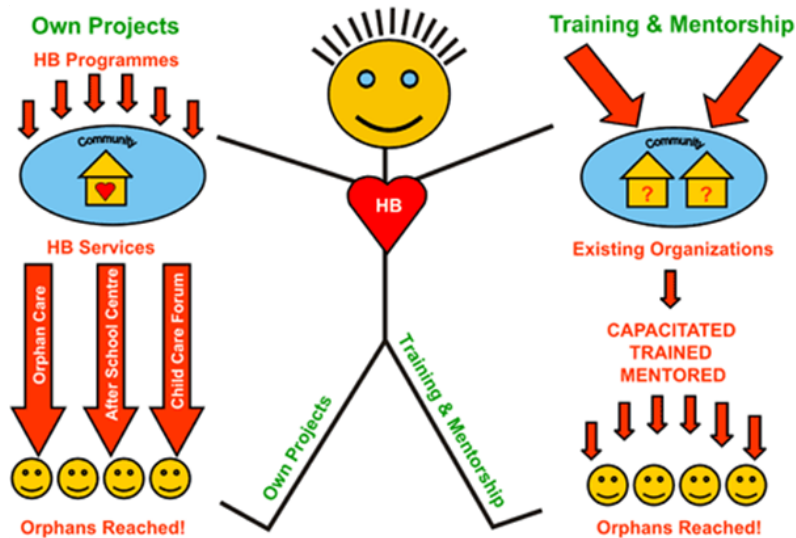 Own Projects
HB Programmes
Community
HB Services
Orphan Care
After School Centre
Child Care Forum
Orphans Reached!
HB
Own Projects
Training & Mentorship
Training & Mentorship
Community
?
?
Existing Organizations
CAPACITATED
TRAINED
MENTORED
Orphans Reached!